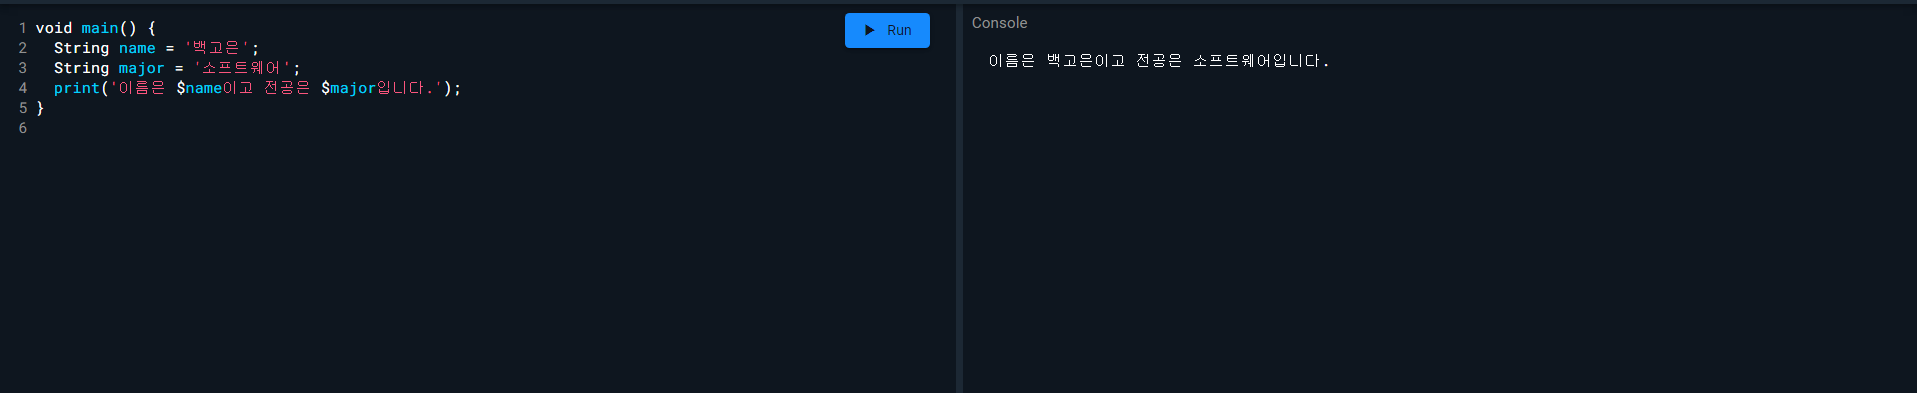 1 void main() {
2   String name = '백고은';
3   String major = '소프트웨어';
4   print('이름은 $name이고 전공은 $major입니다.');
5 }
6
Run
Console
이름은 백고은이고 전공은 소프트웨어입니다.